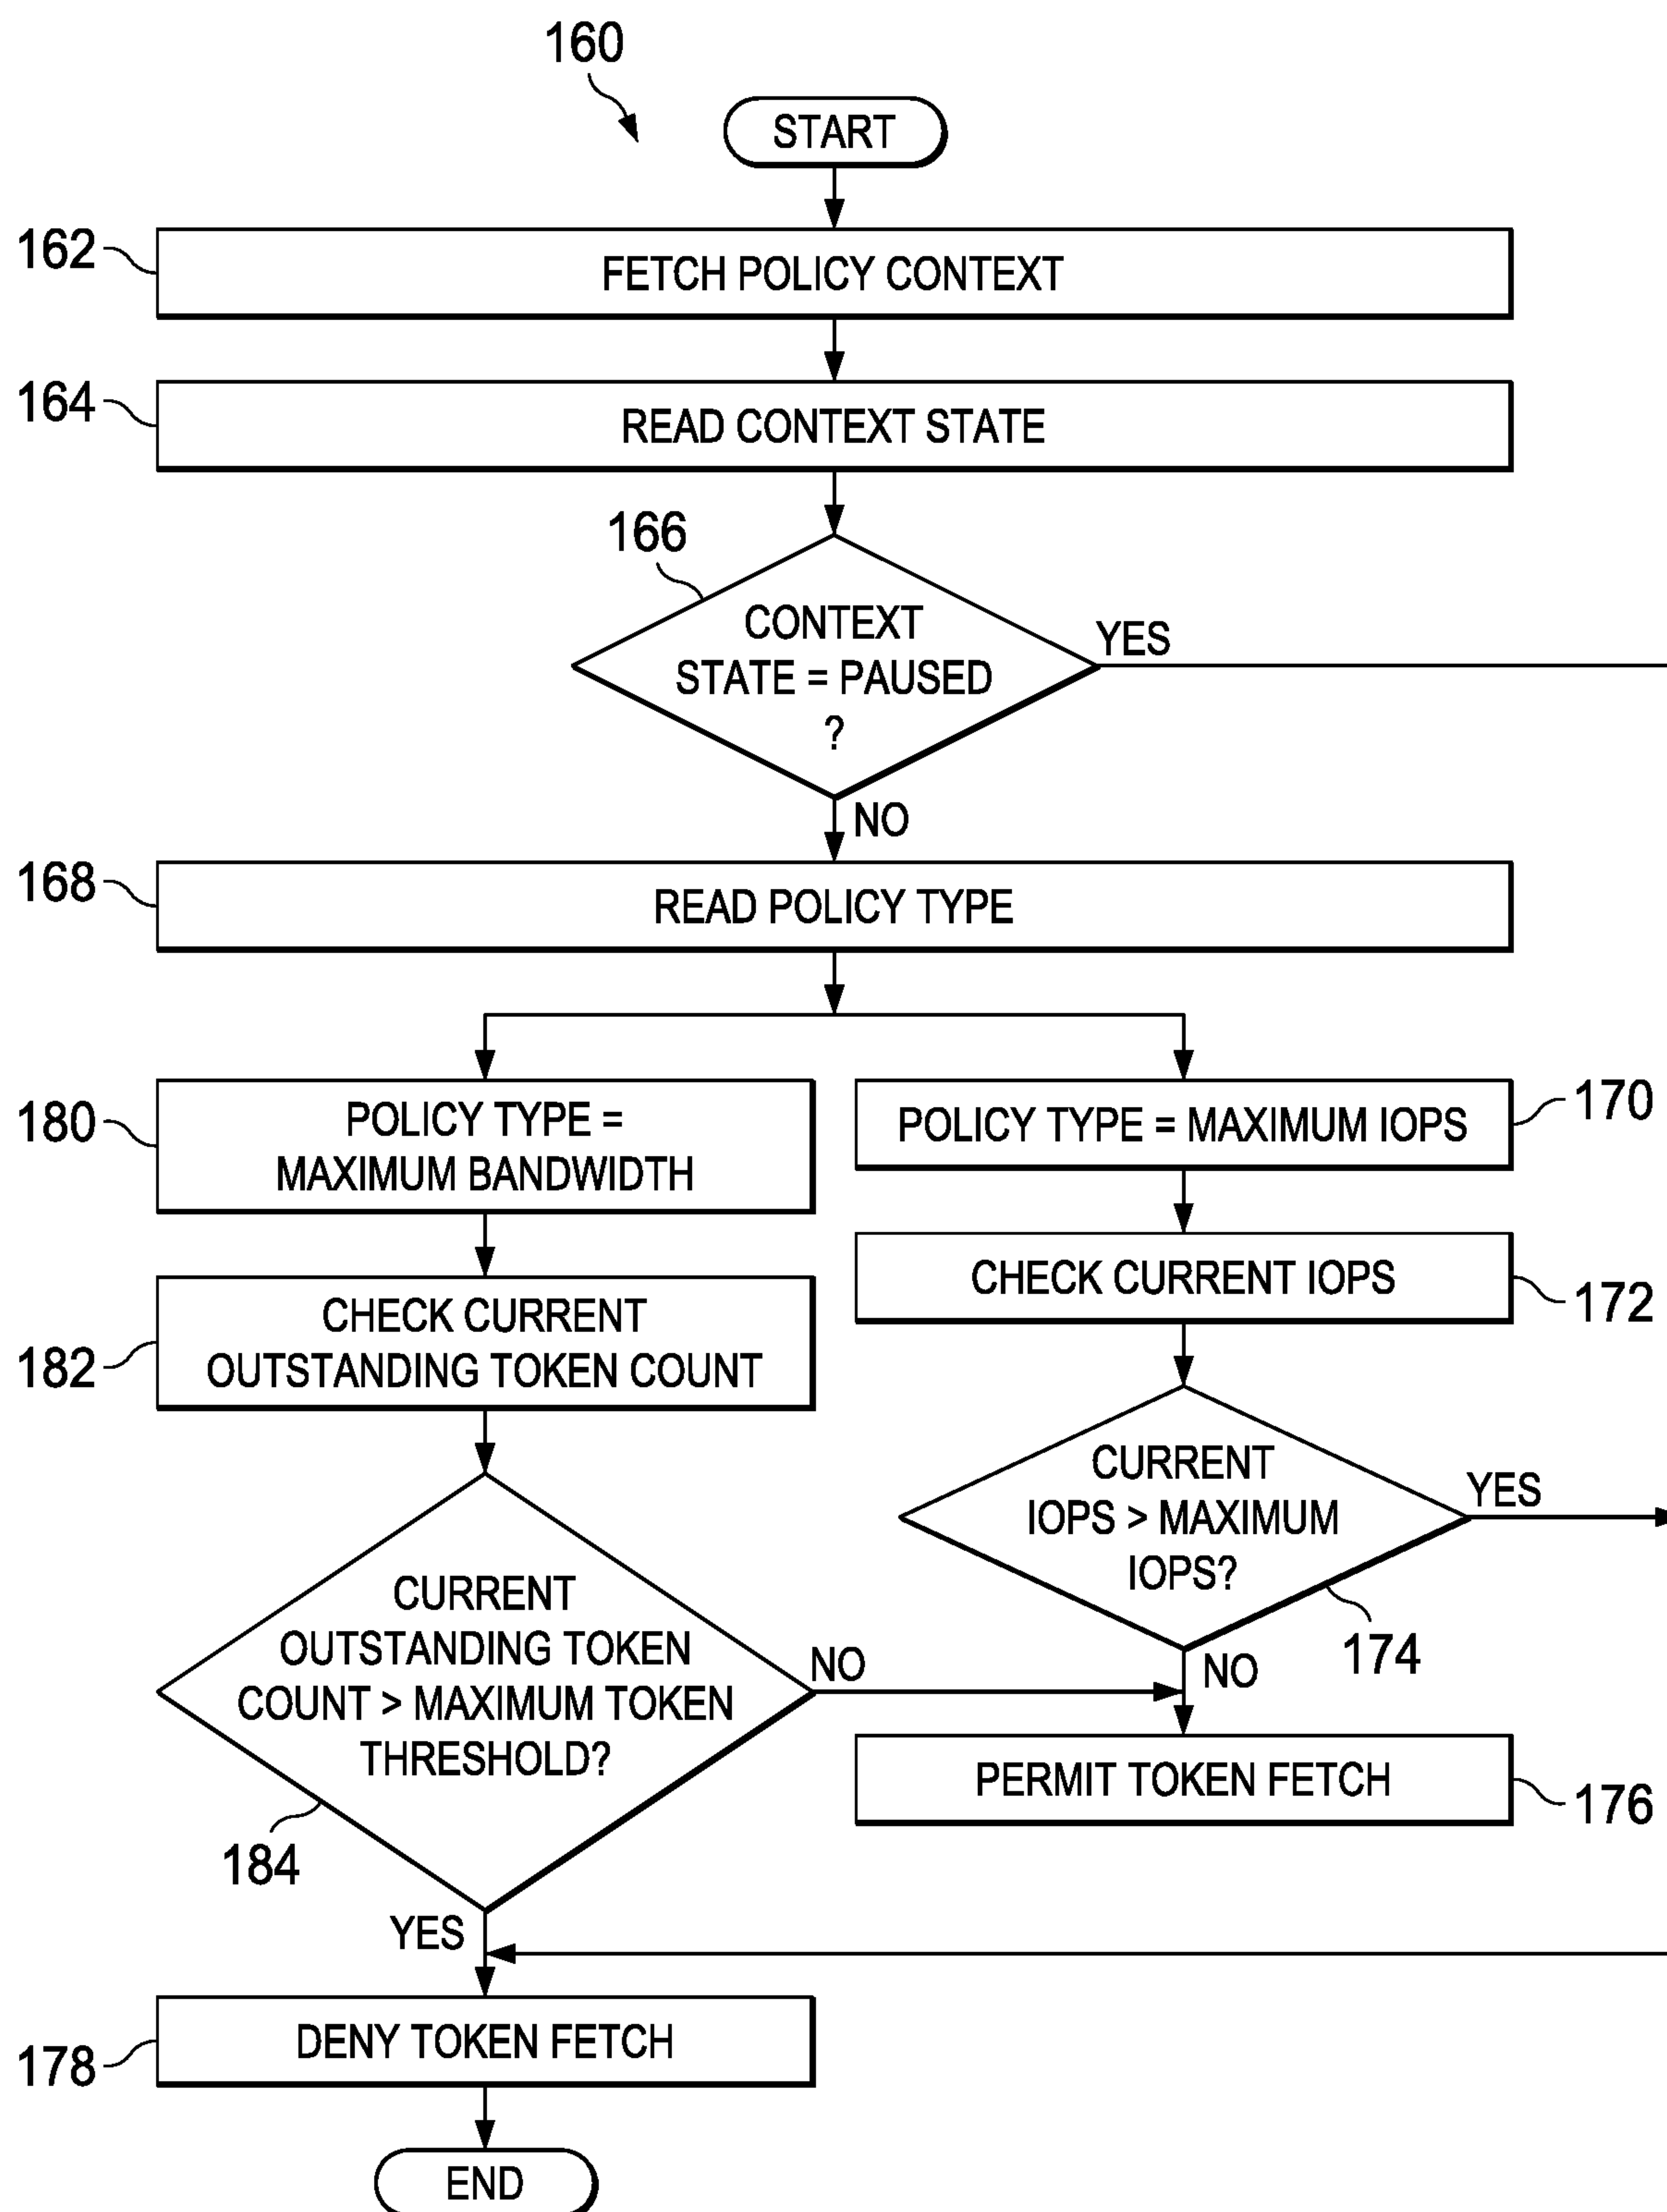 160
START
162
FETCH POLICY CONTEXT
164
READ CONTEXT STATE
166
CONTEXT
STATE = PAUSED
?
YES
NO
168
READ POLICY TYPE
180
POLICY TYPE =
MAXIMUM BANDWIDTH
POLICY TYPE = MAXIMUM IOPS
170
CHECK CURRENT IOPS
172
182
CHECK CURRENT
OUTSTANDING TOKEN COUNT
CURRENT
IOPS > MAXIMUM
IOPS?
YES
174
NO
CURRENT
OUTSTANDING TOKEN
COUNT > MAXIMUM TOKEN
THRESHOLD?
NO
184
YES
PERMIT TOKEN FETCH
176
178
DENY TOKEN FETCH
END